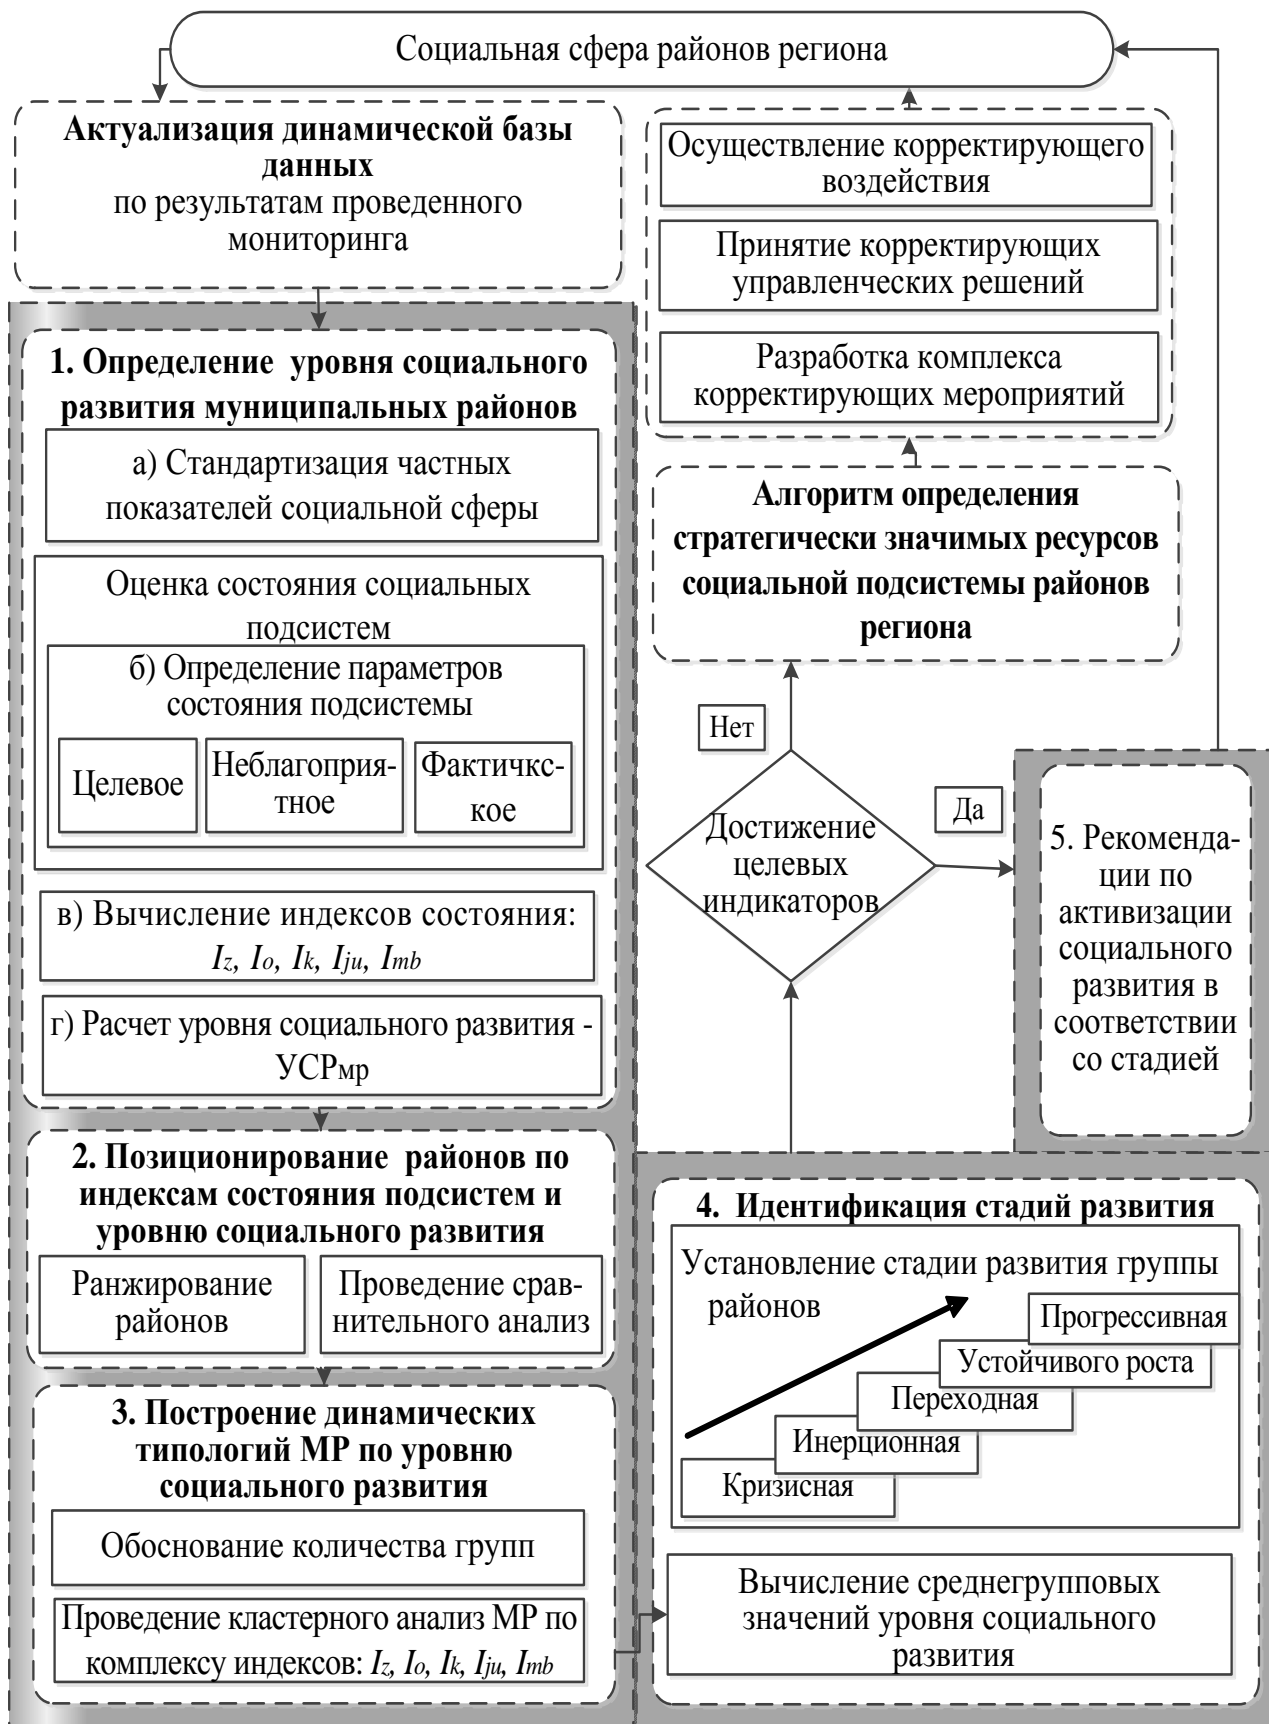 Социальная сфера районов региона
Актуализация динамической базы
данных
по результатам проведенного
мониторинга
1. Определение уровня социального
развития муниципальных районов
а) Стандартизация частных
показателей социальной сферы
Оценка состояния социальных
подсистем
б) Определение параметров
состояния подсистемы
Целевое
Неблагоприя-
тное
Фактичкс-
кое
в) Вычисление индексов состояния:
Iz, Io, Ik, Iju, Imb
г) Расчет уровня социального развития -
УСРмр
2. Позиционирование районов по
индексам состояния подсистем и
уровню социального развития
Ранжирование
районов
Проведение срав-
нительного анализ
3. Построение динамических
типологий МР по уровню
социального развития
Обоснование количества групп
Проведение кластерного анализ МР по
комплексу индексов: Iz, Io, Ik, Iju, Imb
Осуществление корректирующего
воздействия
Принятие корректирующих
управленческих решений
Разработка комплекса
корректирующих мероприятий
Алгоритм определения
стратегически значимых ресурсов
социальной подсистемы районов
региона
Нет
Да
Достижение
целевых
индикаторов
5. Рекоменда-
ции по
активизации
социального
развития в
соответствии
со стадией
4. Идентификация стадий развития
Установление стадии развития группы
районов
Прогрессивная
Устойчивого роста
Переходная
Инерционная
Кризисная
Вычисление среднегрупповых
значений уровня социального
развития